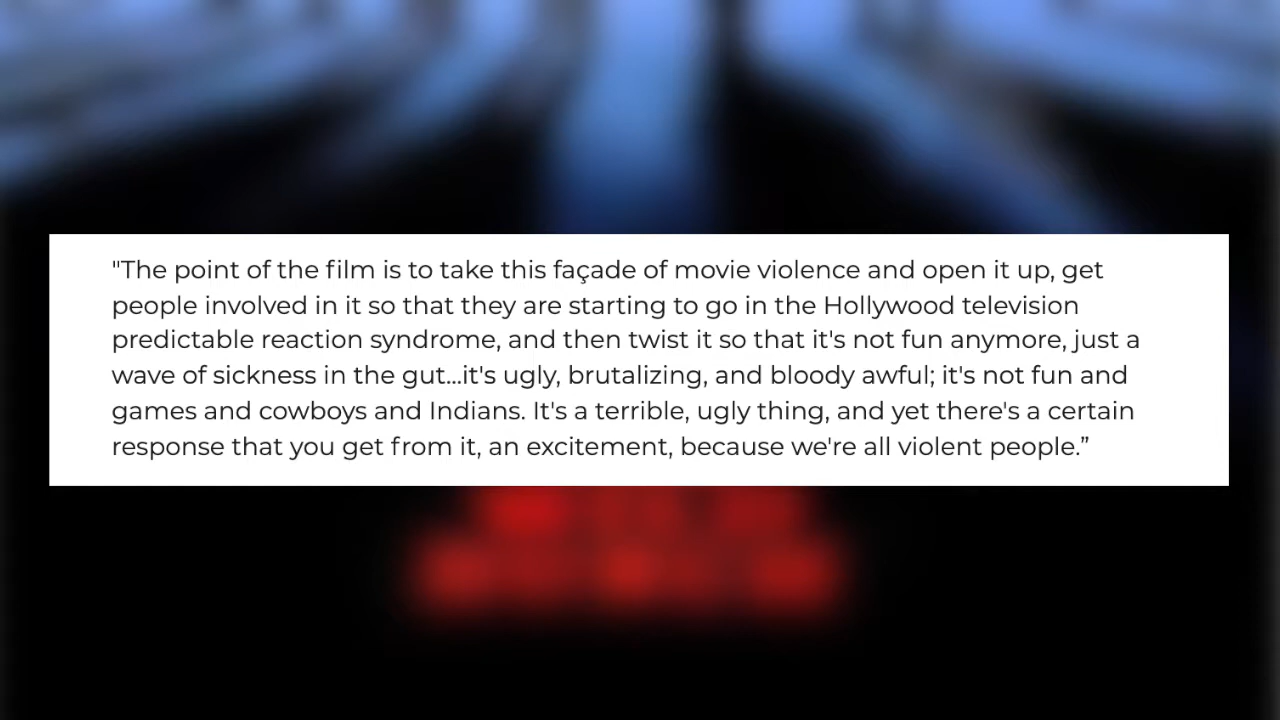 "The point of the film is to take this façade of movie violence and open it up, get
people involved in it so that they are starting to go in the Hollywood television
predictable reaction syndrome, and then twist it so that it's not fun anymore, just a
wave of sickness in the gut...it's ugly, brutalizing, and bloody awful; it's not fun and
games and cowboys and Indians. It's a terrible, ugly thing, and yet there's a certain
response that you get from it, an excitement, because we're all violent people.”